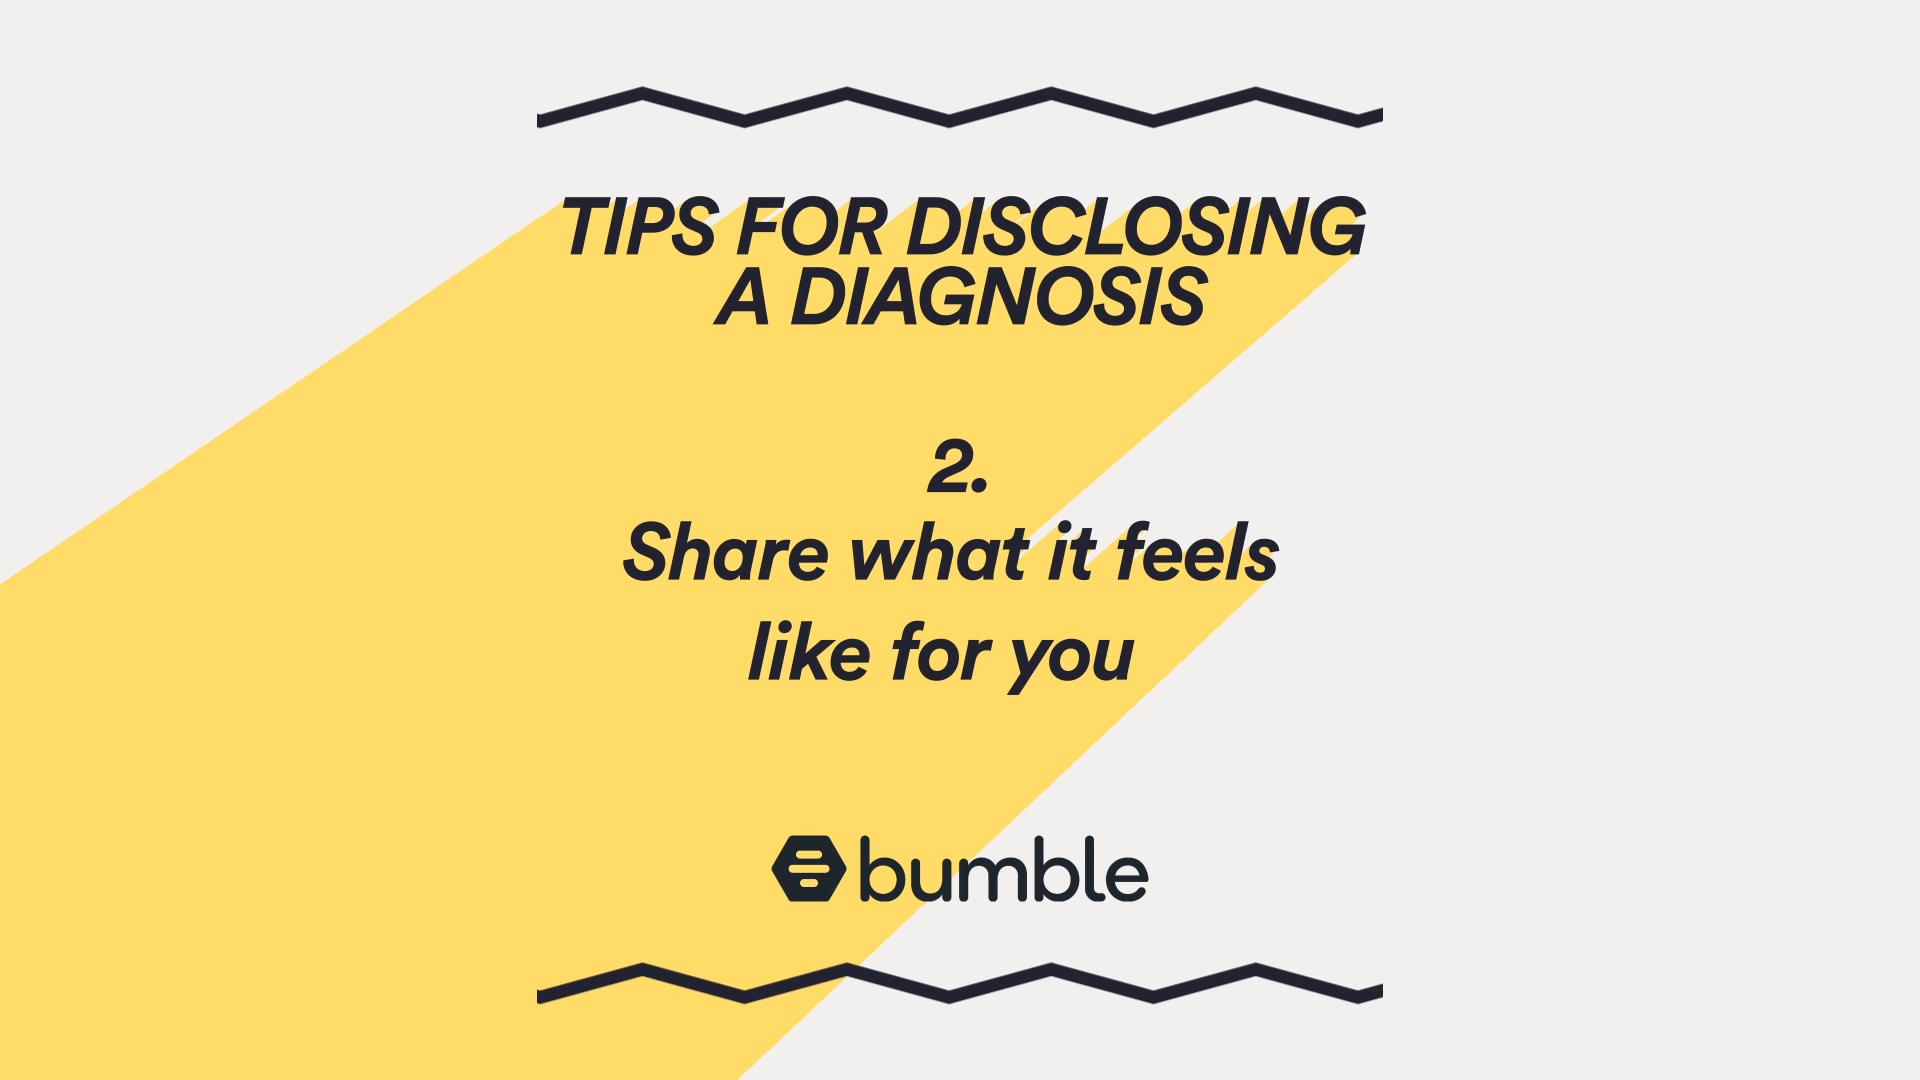 TIPS FOR DISCLOSING
A DIAGNOSIS
2.
Share what it feels
like for you
bumble